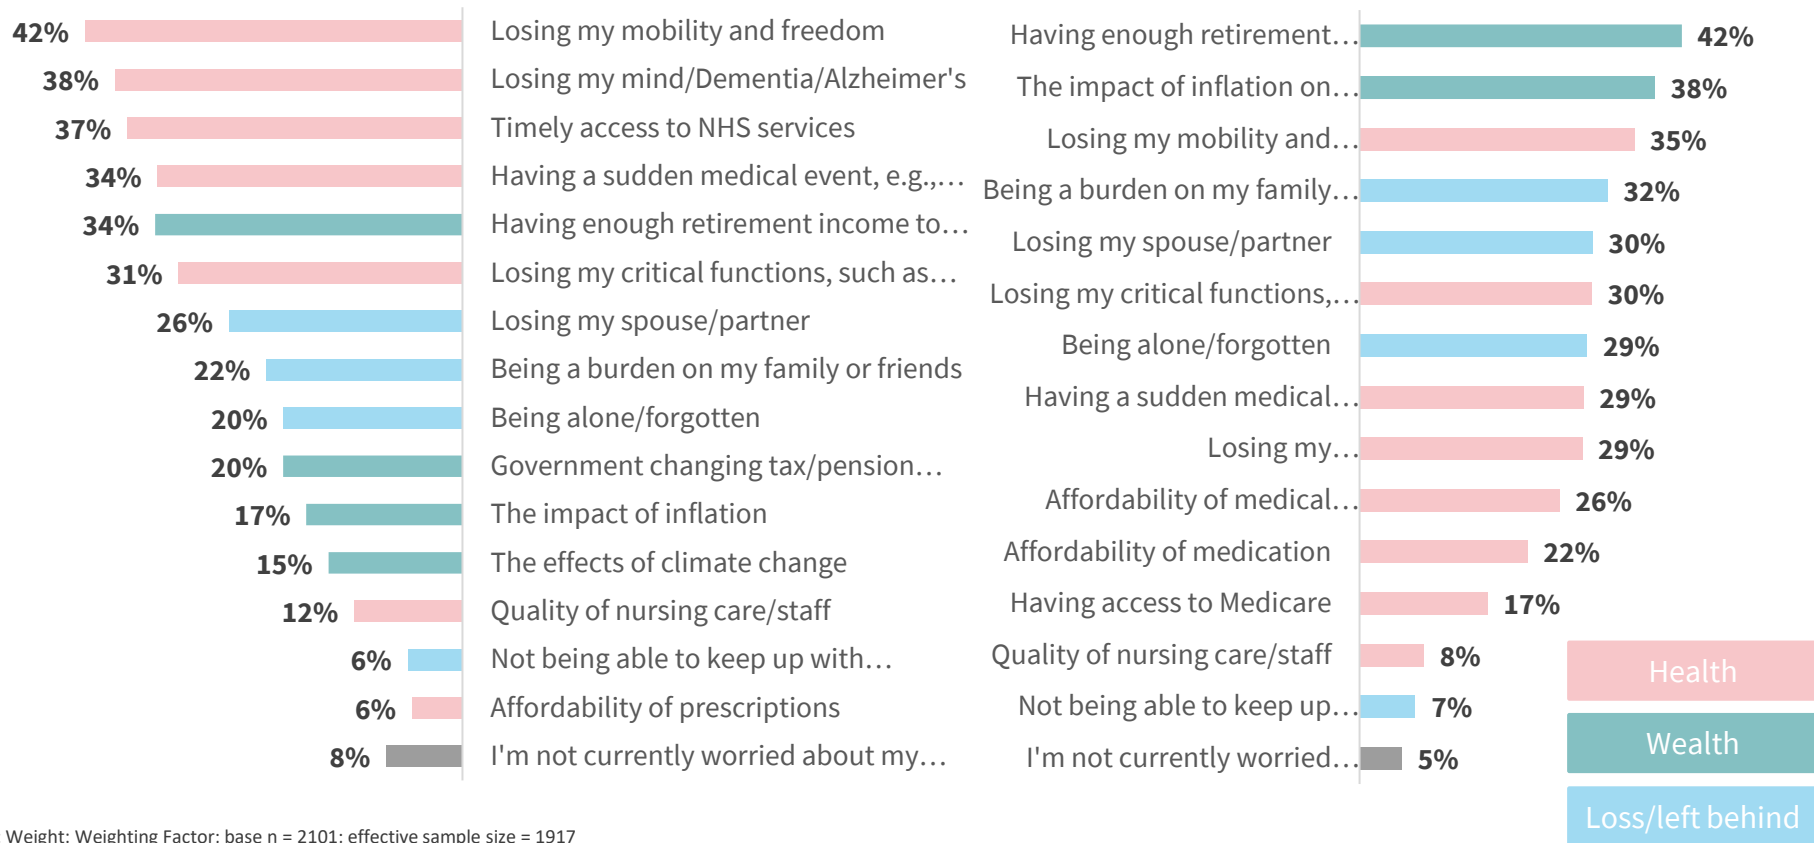 42% Losing my mobility and freedom
38% Losing my mind/Dementia/Alzheimer's
37% Timely access to NHS services
34% Having a sudden medical event, e.g.,…
34% Having enough retirement income to…
31% Losing my critical functions, such as…
26% Losing my spouse/partner
22% Being a burden on my family or friends
20% Being alone/forgotten
20% Government changing tax/pension…
17% The impact of inflation
15% The effects of climate change
12% Quality of nursing care/staff
6% Not being able to keep up with…
6% Affordability of prescriptions
8% I'm not currently worried about my…
Having enough retirement… 42%
The impact of inflation on… 38%
Losing my mobility and… 35%
Being a burden on my family… 32%
Losing my spouse/partner 30%
Losing my critical functions,… 30%
Being alone/forgotten 29%
Having a sudden medical… 29%
Losing my… 29%
Affordability of medical… 26%
Affordability of medication 22%
Having access to Medicare 17%
Quality of nursing care/staff 8%
Not being able to keep up… 7%
I'm not currently worried… 5%
Health
Wealth
Loss/left behind
: Weight: Weighting Factor; base n = 2101; effective sample size = 1917